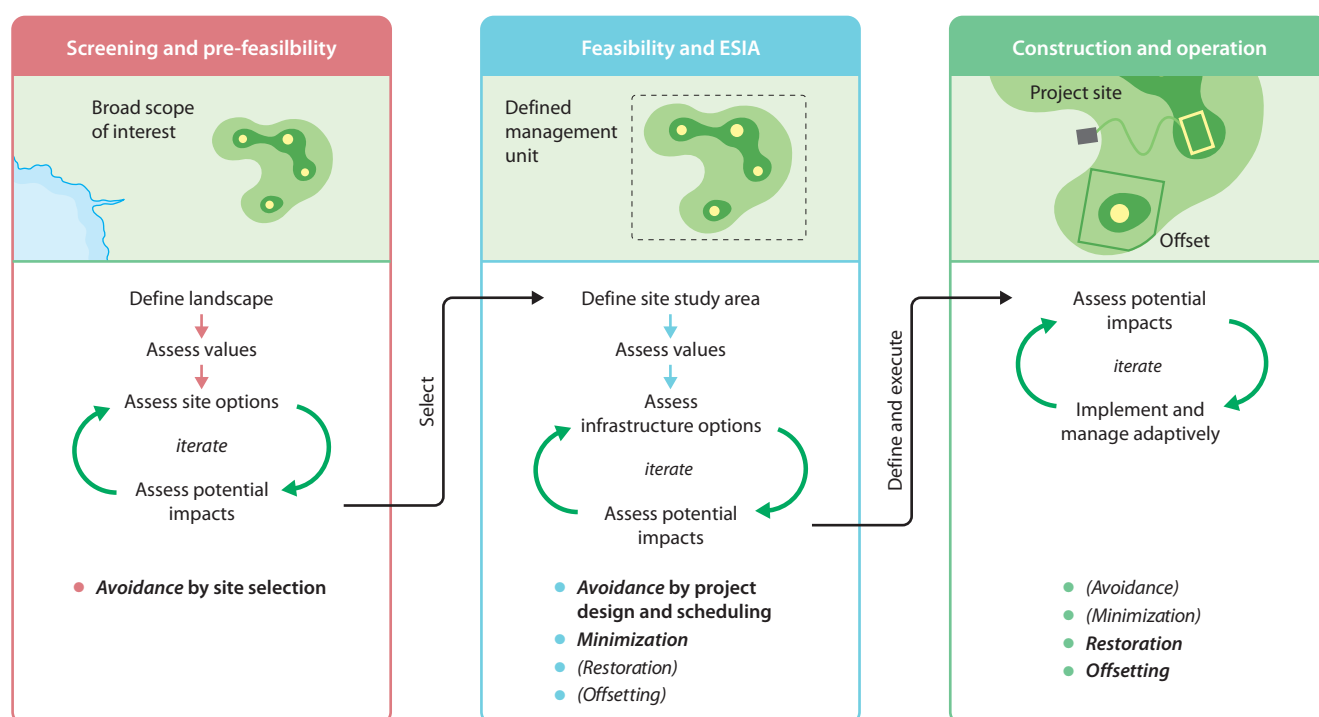 Screening and pre-feasilbility
Broad scope
of interest
Define landscape
Assess values
Assess site options
iterate
Assess potential
impacts
Avoidance by site selection
Select
Feasibility and ESIA
Defined
management
unit
Define site study area
Assess values
Assess
infrastructure options
iterate
Assess potential
impacts
Avoidance by project
design and scheduling
Minimization
(Restoration)
(Offsetting)
Define and execute
Construction and operation
Project site
Offset
Assess potential
impacts
iterate
Implement and
manage adaptively
(Avoidance)
(Minimization)
Restoration
Offsetting